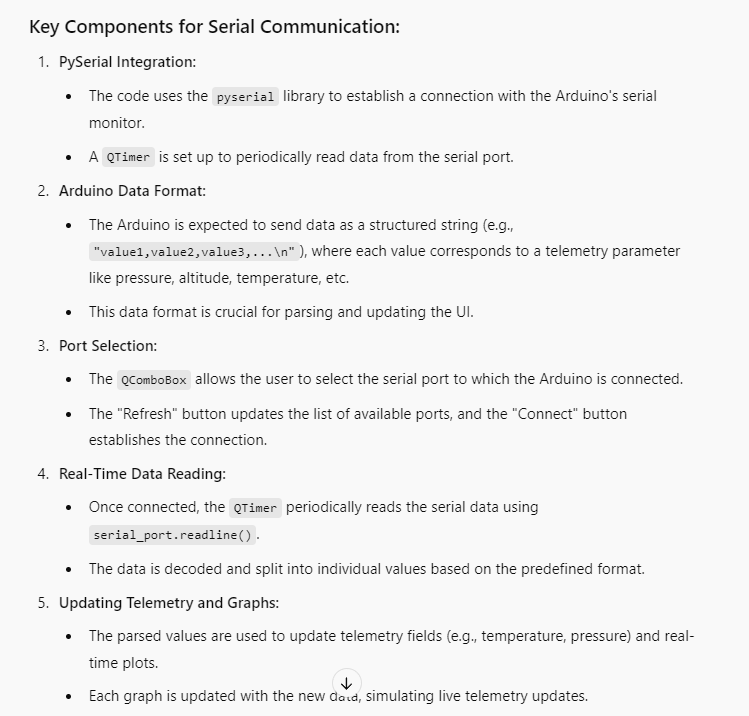 Key Components for Serial Communication:
1. PySerial Integration:
• The code uses the pyserial library to establish a connection with the Arduino's serial
monitor.
• A QTimer is set up to periodically read data from the serial port.
2. Arduino Data Format:
• The Arduino is expected to send data as a structured string (e.g.,
"value1,value2,value3,...\n" ), where each value corresponds to a telemetry parameter
like pressure, altitude, temperature, etc.
• This data format is crucial for parsing and updating the UI.
3. Port Selection:
• The QComboBox allows the user to select the serial port to which the Arduino is connected.
• The "Refresh" button updates the list of available ports, and the "Connect" button
establishes the connection.
4. Real-Time Data Reading:
• Once connected, the QTimer periodically reads the serial data using
serial_port.readline() .
• The data is decoded and split into individual values based on the predefined format.
5. Updating Telemetry and Graphs:
• The parsed values are used to update telemetry fields (e.g., temperature, pressure) and real-
time plots.
• Each graph is updated with the new data, simulating live telemetry updates.